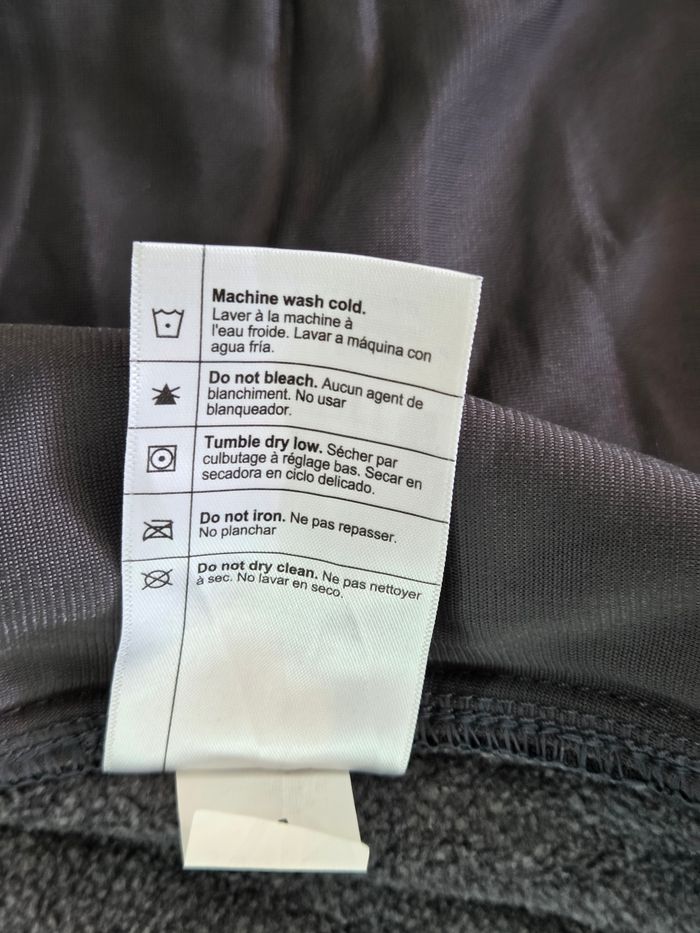 Machine wash cold.
Laver à la machine à
l'eau froide. Lavar a máquina con
agua fría.
Do not bleach. Aucun agent de
blanchiment. No usar
blanqueador.
Tumble dry low. Sécher par
culbutage à réglage bas. Secar en
secadora en ciclo delicado.
Do not iron. Ne pas repasser.
No planchar
Do not dry clean. Ne pas nettoyer
à sec. No lavar en seco.